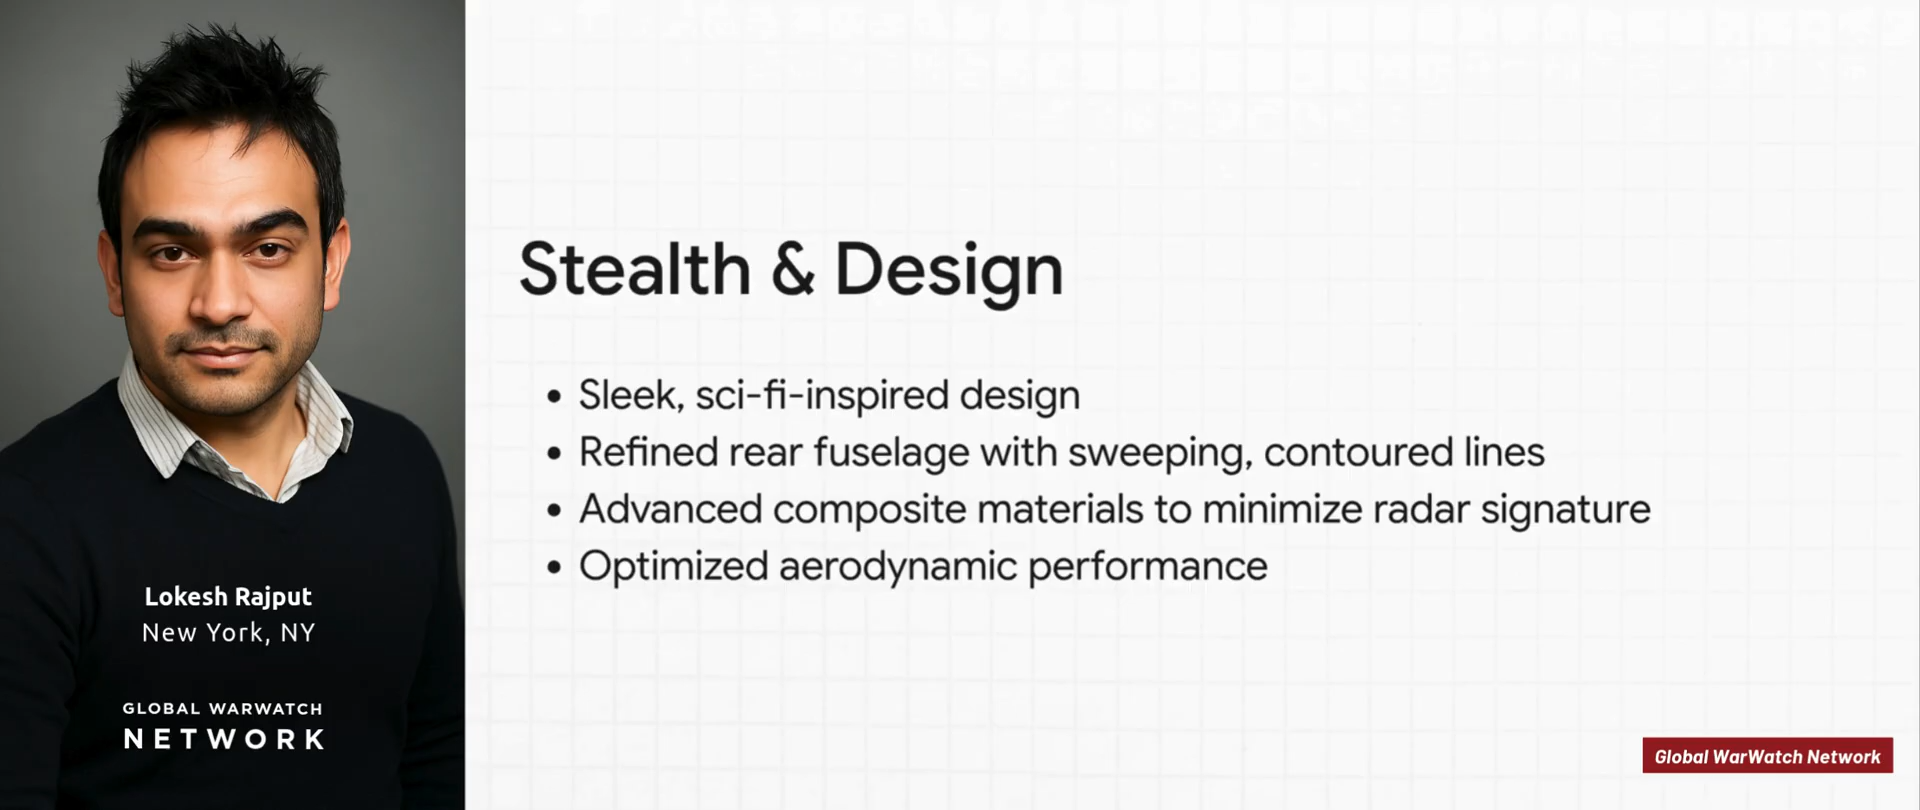 Lokesh Rajput
New York, NY
GLOBAL WARWATCH
NETWORK
Stealth & Design
• Sleek, sci-fi-inspired design
• Refined rear fuselage with sweeping, contoured lines
• Advanced composite materials to minimize radar signature
• Optimized aerodynamic performance
Global WarWatch Network